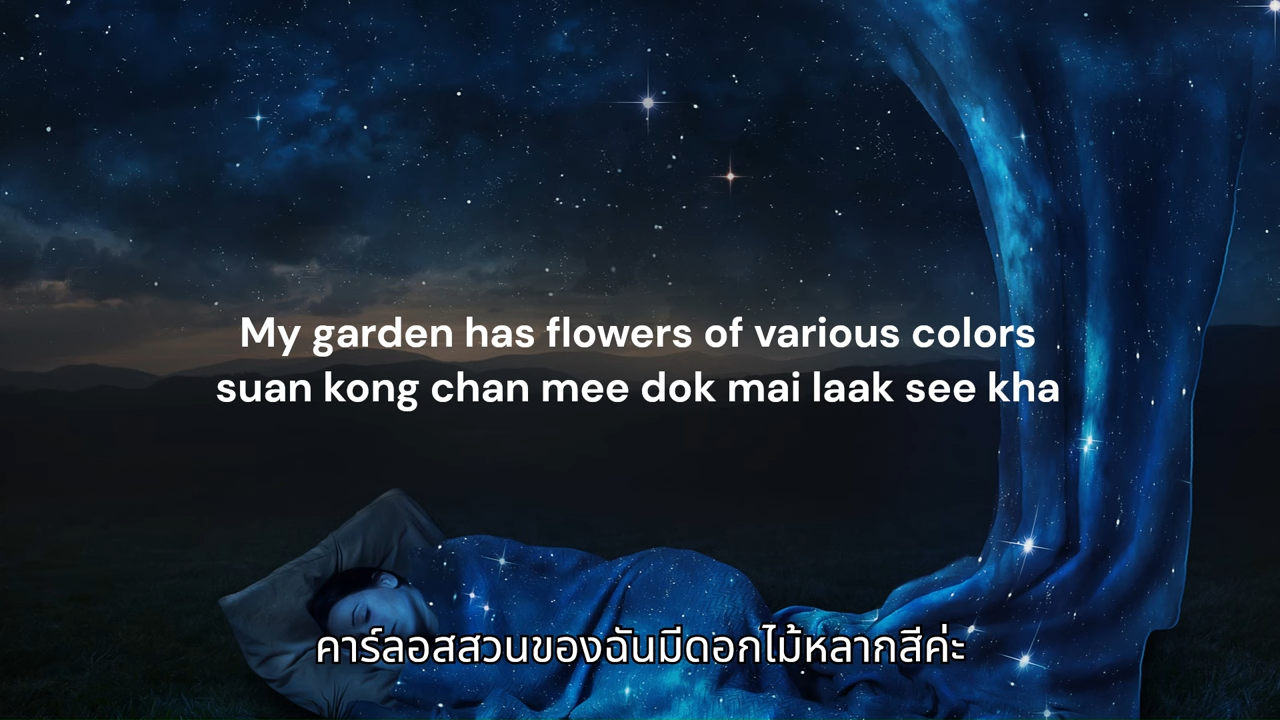 My garden has flowers of various colors
suan kong chan mee dok mai laak see kha
คาร์ลอสสวนของฉันมีดอกไม้หลากสีค่ะ